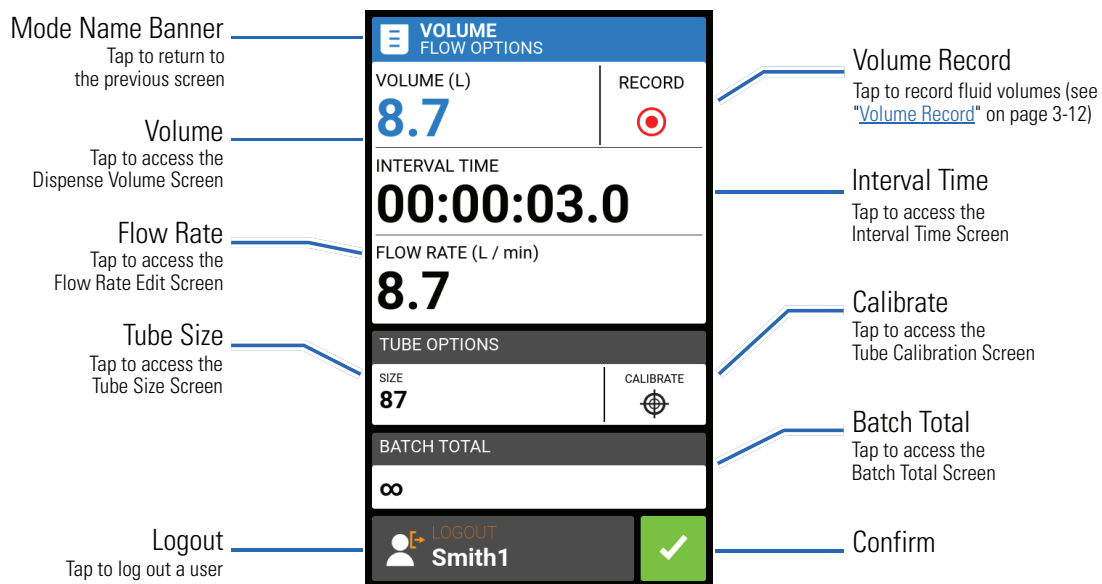 Mode Name Banner
Tap to return to
the previous screen
Volume
Tap to access the
Dispense Volume Screen
Flow Rate
Tap to access the
Flow Rate Edit Screen
Tube Size
Tap to access the
Tube Size Screen
Logout
Tap to log out a user
VOLUME
FLOW OPTIONS
VOLUME (L)
8.7
RECORD
INTERVAL TIME
00:00:03.0
FLOW RATE (L / min)
8.7
TUBE OPTIONS
SIZE
87
CALIBRATE
BATCH TOTAL
∞
LOGOUT
Smith1
Volume Record
Tap to record fluid volumes (see
"Volume Record" on page 3-12)
Interval Time
Tap to access the
Interval Time Screen
Calibrate
Tap to access the
Tube Calibration Screen
Batch Total
Tap to access the
Batch Total Screen
Confirm